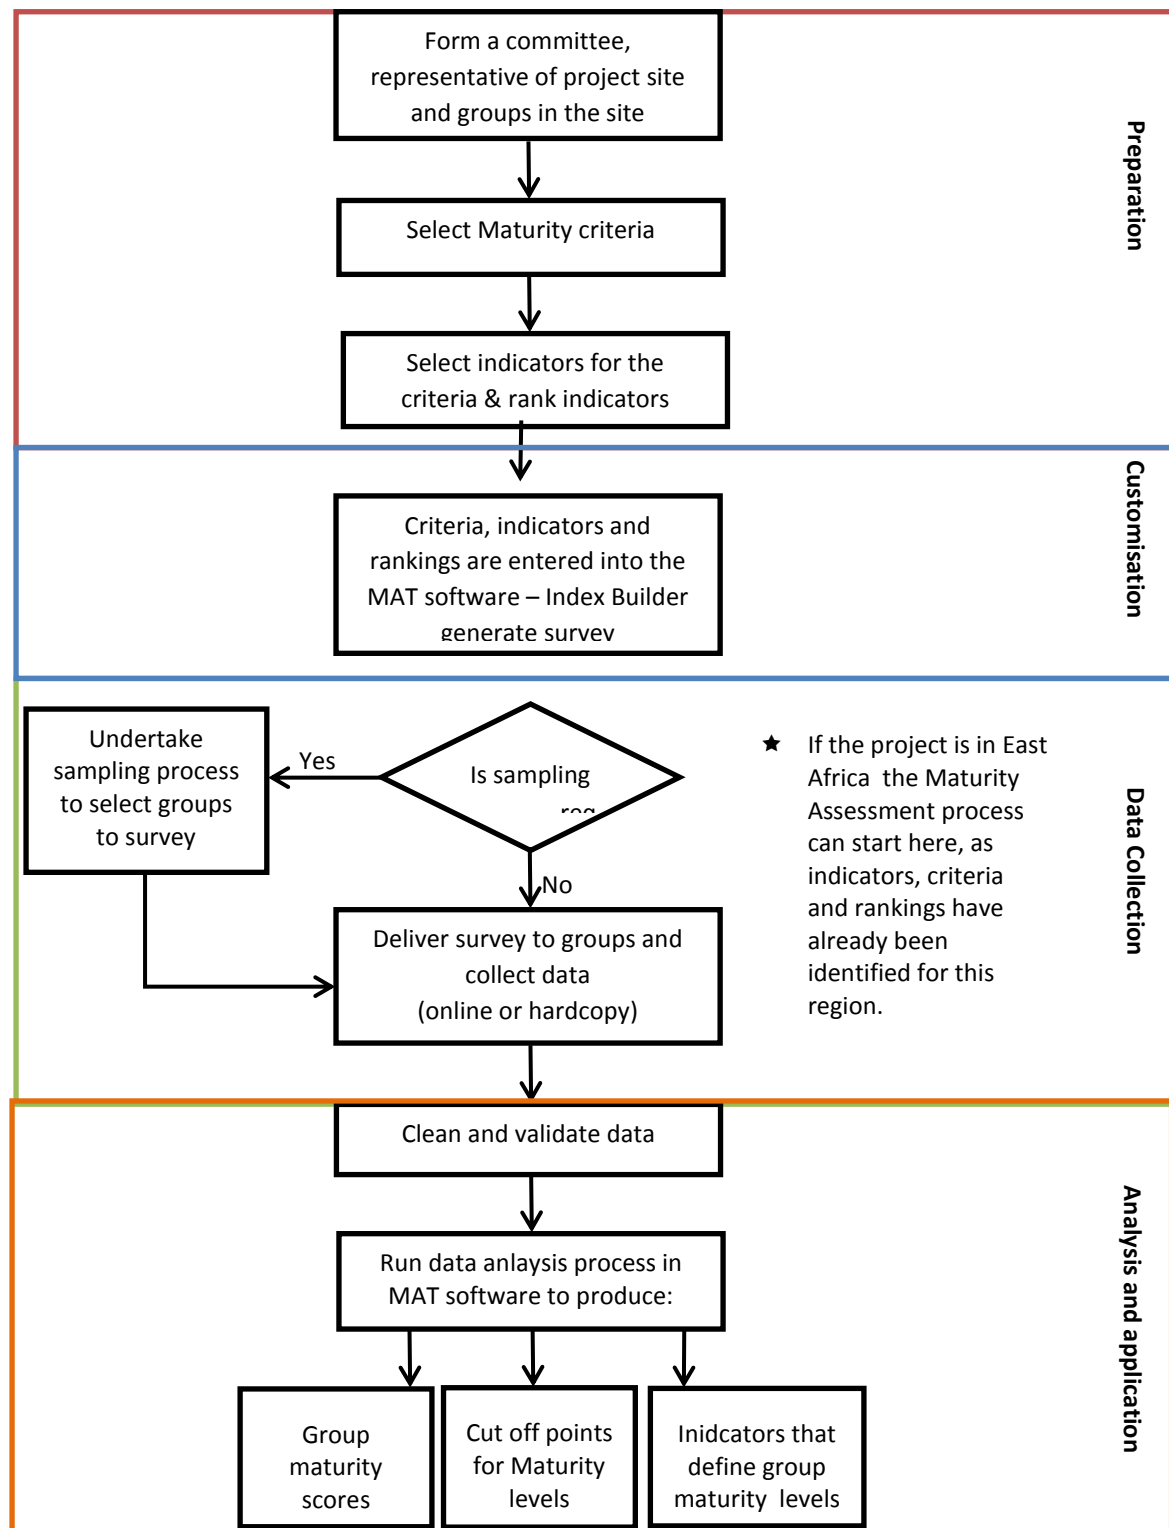 Form a committee,
representative of project site
and groups in the site
Preparation
Select Maturity criteria
Select indicators for the
criteria & rank indicators
Customisation
Criteria, indicators and
rankings are entered into the
MAT software – Index Builder
generate survey
Undertake
sampling process
to select groups
to survey
Yes
Is sampling
No
★ If the project is in East
Africa the Maturity
Assessment process
can start here, as
indicators, criteria
and rankings have
already been
identified for this
region.
Data Collection
Deliver survey to groups and
collect data
(online or hardcopy)
Clean and validate data
Analysis and application
Run data anlaysis process in
MAT software to produce:
Group
maturity
scores
Cut off points
for Maturity
levels
Inidcators that
define group
maturity levels